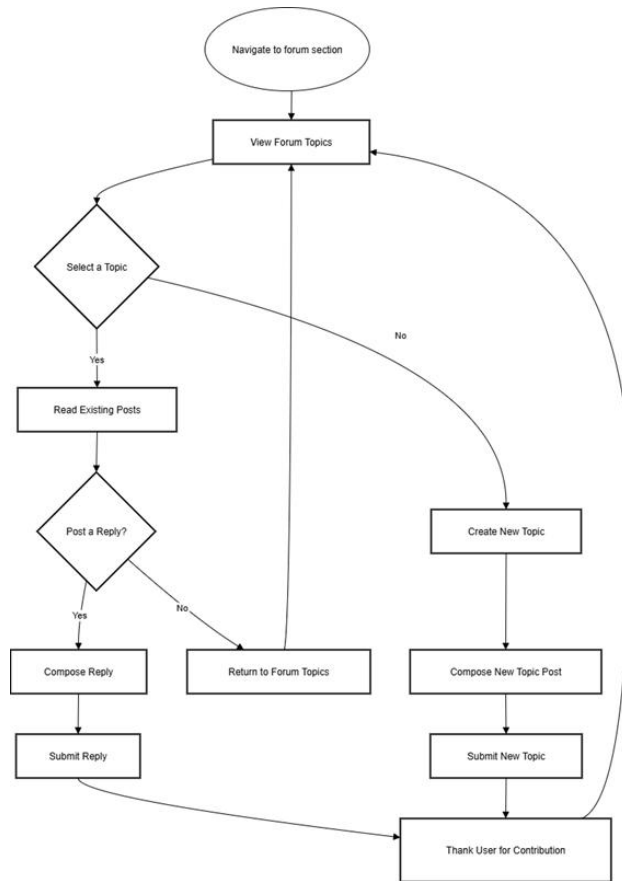 Navigate to forum section
View Forum Topics
Select a Topic
No
Yes
Read Existing Posts
Post a Reply?
Create New Topic
Yes
No
Compose Reply
Return to Forum Topics
Compose New Topic Post
Submit Reply
Submit New Topic
Thank User for Contribution